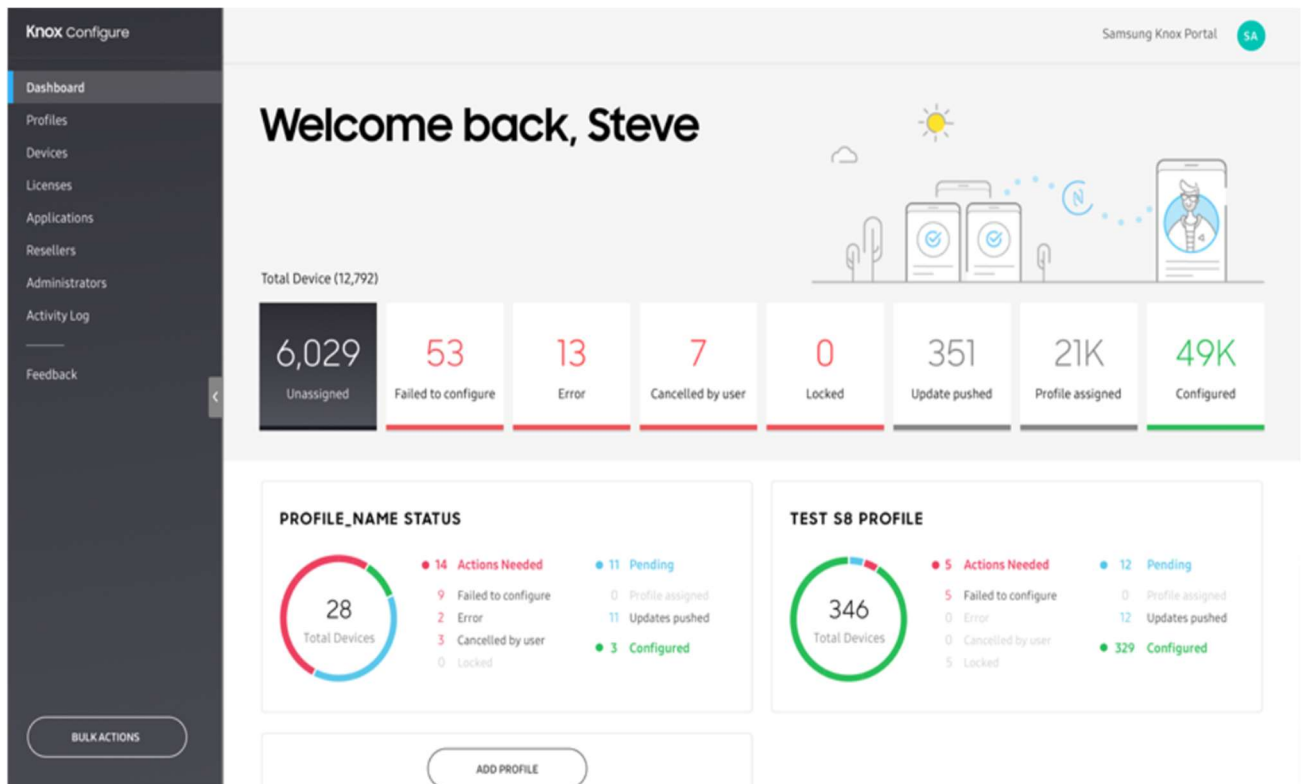 Knox Configure
Samsung Knox Portal
SA
Dashboard
Profiles
Devices
Licenses
Applications
Resellers
Administrators
Activity Log
Feedback
BULK ACTIONS
Welcome back, Steve
N
Total Device (12,792)
6,029
Unassigned
53
Failed to configure
13
Error
7
Cancelled by user
0
Locked
351
Update pushed
21K
Profile assigned
49K
Configured
PROFILE_NAME STATUS
28
Total Devices
14 Actions Needed
9 Failed to configure
2 Error
3 Cancelled by user
0 Locked
11 Pending
0 Profile assigned
11 Updates pushed
3 Configured
TEST S8 PROFILE
346
Total Devices
5 Actions Needed
5 Failed to configure
0 Error
0 Cancelled by user
5 Locked
12 Pending
0 Profile assigned
12 Updates pushed
329 Configured
ADD PROFILE